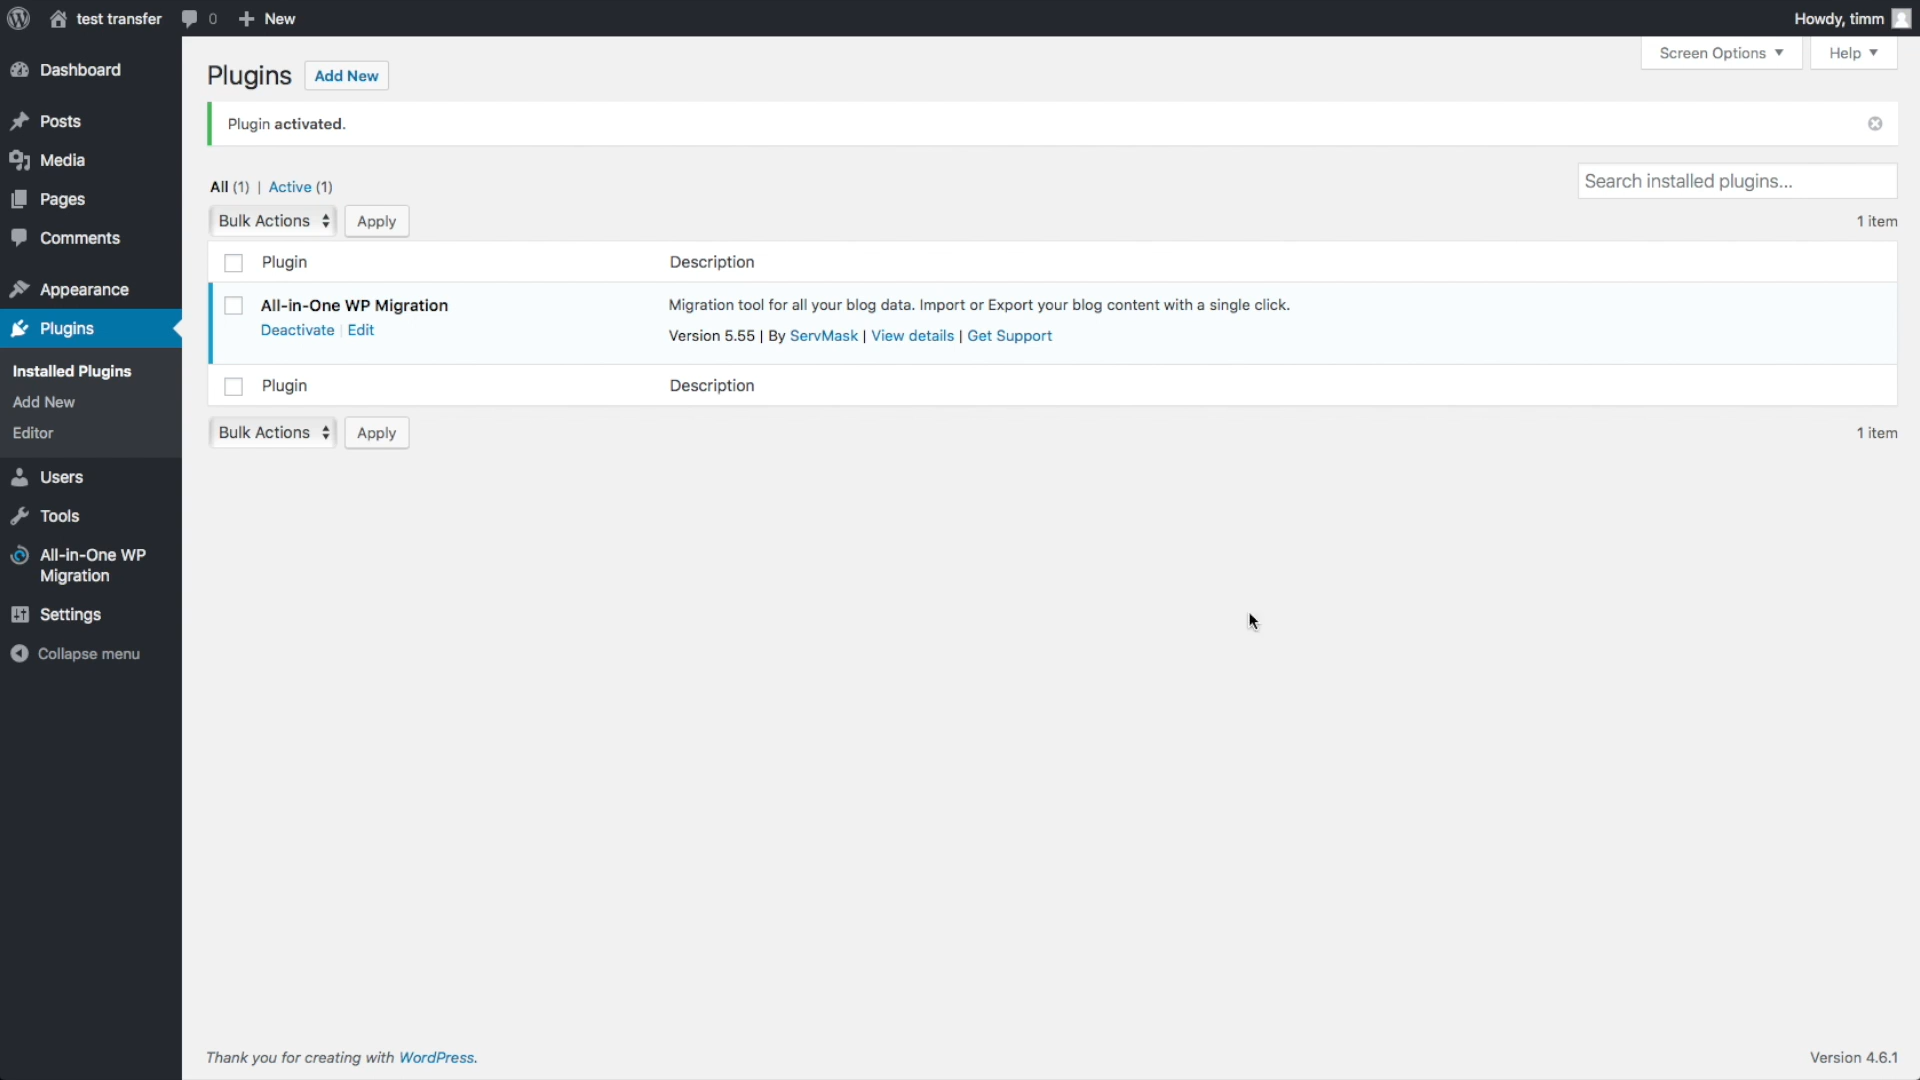 test transfer 0 New Howdy, timm
Screen Options Help
Dashboard
Posts
Media
Pages
Comments
Appearance
Plugins
Installed Plugins
Add New
Editor
Users
Tools
All-in-One WP
Migration
Settings
Collapse menu
Plugins Add New
Plugin activated.
All (1) | Active (1)
Search installed plugins...
Bulk Actions Apply 1 item
Plugin Description
All-in-One WP Migration Migration tool for all your blog data. Import or Export your blog content with a single click.
Deactivate | Edit Version 5.55 | By ServMask | View details | Get Support
Plugin Description
Bulk Actions Apply 1 item
Thank you for creating with WordPress. Version 4.6.1